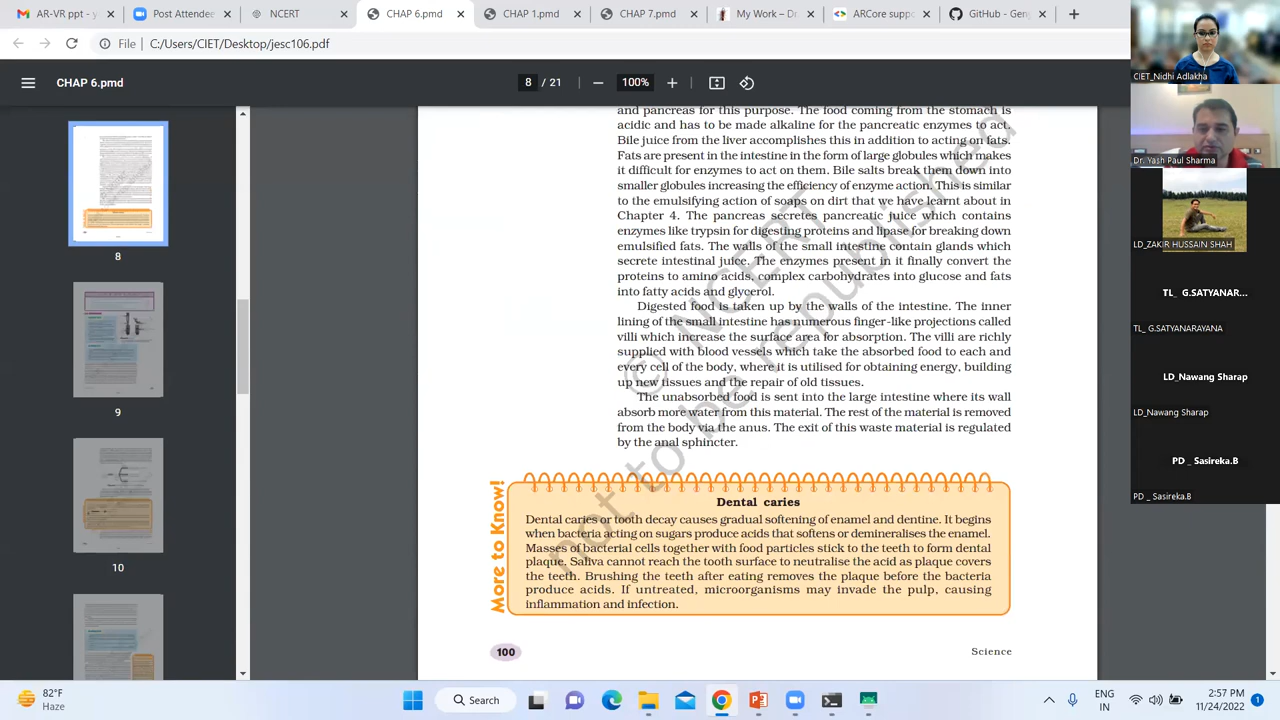 AR-VR pp
Post Attendee
NCERT
CHAP 6.pmd
CHAP 1.pmd
CHAP 7.pmd
My Work – Dr
ARCore suppo
GitHub - Geng
File | C:/Users/CIET/Desktop/jesc106.pdf
CHAP 6.pmd
8 / 21
100%
8
9
10
and pancreas for this purpose. The food coming from the stomach is
acidic and has to be made alkaline for the pancreatic enzymes to act.
Bile juice from the liver accomplishes this in addition to acting on fats.
Fats are present in the intestine in the form of large globules which makes
it difficult for enzymes to act on them. Bile salts break them down into
smaller globules increasing the efficiency of enzyme action. This is similar
to the emulsifying action of soaps on dirt that we have learnt about in
Chapter 4. The pancreas secretes pancreatic juice which contains
enzymes like trypsin for digesting proteins and lipase for breaking down
emulsified fats. The walls of the small intestine contain glands which
secrete intestinal juice. The enzymes present in it finally convert the
proteins to amino acids, complex carbohydrates into glucose and fats
into fatty acids and glycerol.
Digested food is taken up by the walls of the intestine. The inner
lining of the small intestine has numerous finger-like projections called
villi which increase the surface area for absorption. The villi are richly
supplied with blood vessels which take the absorbed food to each and
every cell of the body, where it is utilised for obtaining energy, building
up new tissues and the repair of old tissues.
The unabsorbed food is sent into the large intestine where its wall
absorb more water from this material. The rest of the material is removed
from the body via the anus. The exit of this waste material is regulated
by the anal sphincter.
not to be republished
More to Know!
Dental caries
Dental caries or tooth decay causes gradual softening of enamel and dentine. It begins
when bacteria acting on sugars produce acids that softens or demineralises the enamel.
Masses of bacterial cells together with food particles stick to the teeth to form dental
plaque. Saliva cannot reach the tooth surface to neutralise the acid as plaque covers
the teeth. Brushing the teeth after eating removes the plaque before the bacteria
produce acids. If untreated, microorganisms may invade the pulp, causing
inflammation and infection.
100
Science
CIET_Nidhi Adlakha
Dr. Yash Paul Sharma
LD_ZAKIR HUSSAIN SHAH
TL_ G.SATYANAR...
TL_ G.SATYANARAYANA
LD_Nawang Sharap
LD_Nawang Sharap
PD _ Sasireka.B
PD _ Sasireka.B
82°F
Haze
Search
ENG
IN
2:57 PM
11/24/2022
1